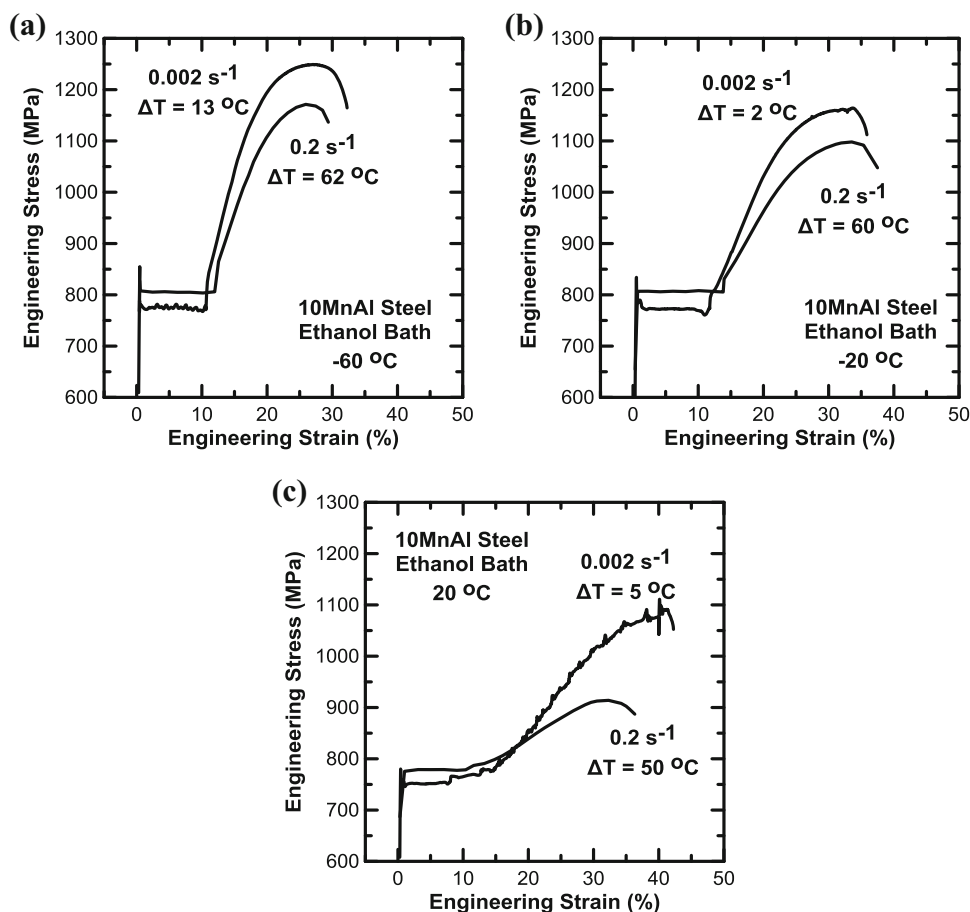 (a)
1300
1200
1100
1000
900
800
700
600
Engineering Stress (MPa)
0.002 s-1
ΔT = 13 ºC
0.2 s-1
ΔT = 62 ºC
10MnAl Steel
Ethanol Bath
-60 ºC
0 10 20 30 40 50
Engineering Strain (%)
(b)
1300
1200
1100
1000
900
800
700
600
Engineering Stress (MPa)
0.002 s-1
ΔT = 2 ºC
0.2 s-1
ΔT = 60 ºC
10MnAl Steel
Ethanol Bath
-20 ºC
0 10 20 30 40 50
Engineering Strain (%)
(c)
1300
1200
1100
1000
900
800
700
600
Engineering Stress (MPa)
10MnAl Steel
Ethanol Bath
20 ºC
0.002 s-1
ΔT = 5 ºC
0.2 s-1
ΔT = 50 ºC
0 10 20 30 40 50
Engineering Strain (%)